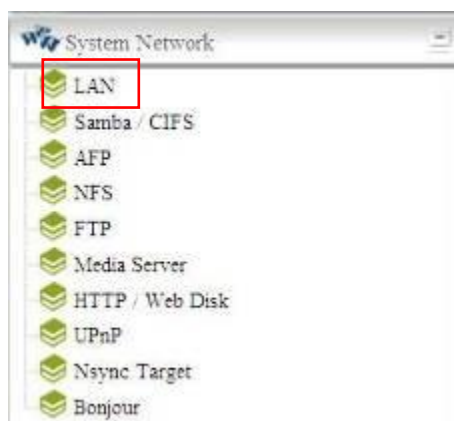 System Network
LAN
Samba / CIFS
AFP
NFS
FTP
Media Server
HTTP / Web Disk
UPnP
Nsync Target
Bonjour